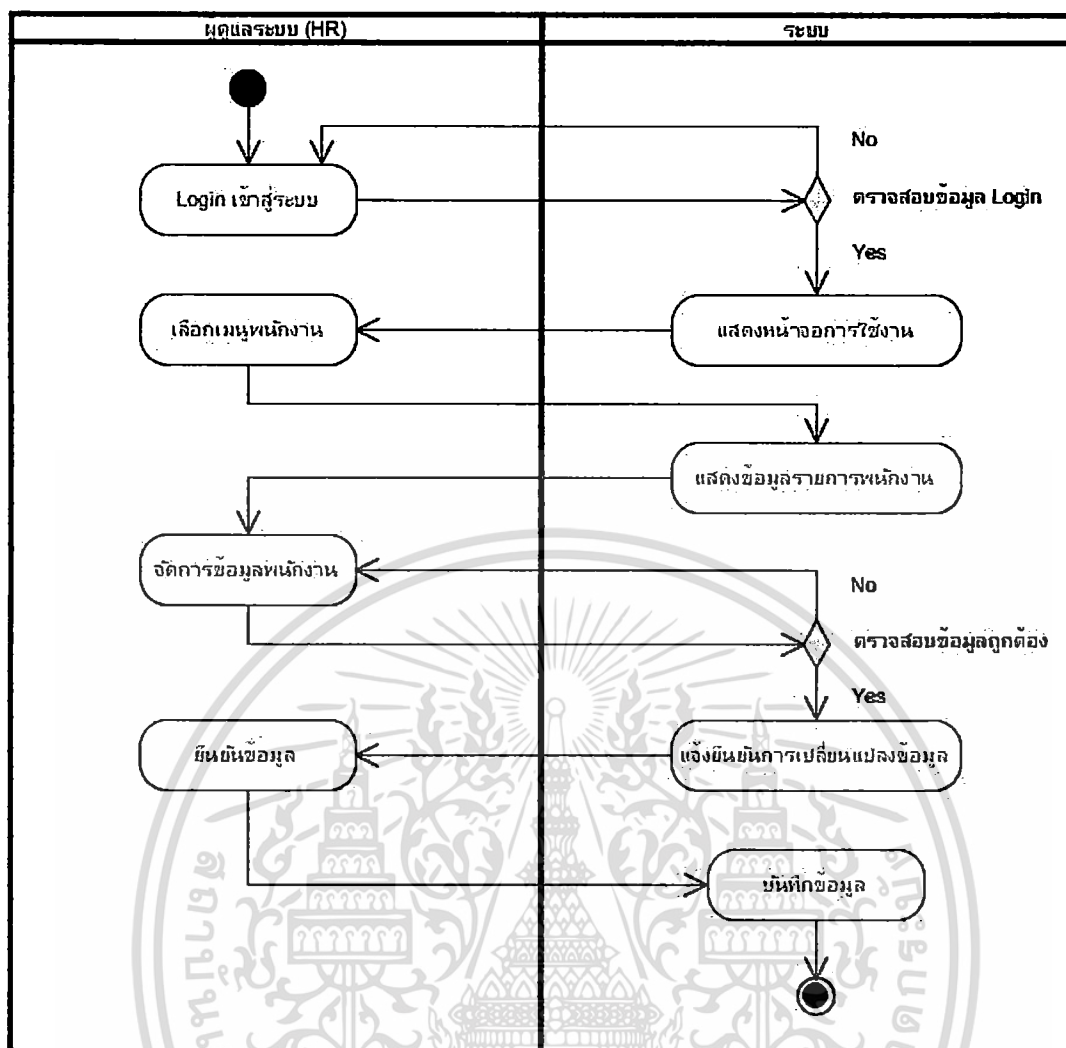 ผู้ดูแลระบบ (HR)
ระบบ
No
Login เข้าสู่ระบบ
ตรวจสอบข้อมูล Login
Yes
เลือกเมนูพนักงาน
แสดงหน้าจอการใช้งาน
แสดงข้อมูลรายการพนักงาน
จัดการข้อมูลพนักงาน
No
ตรวจสอบข้อมูลถูกต้อง
Yes
ยืนยันข้อมูล
แจ้งยืนยันการเปลี่ยนแปลงข้อมูล
บันทึกข้อมูล